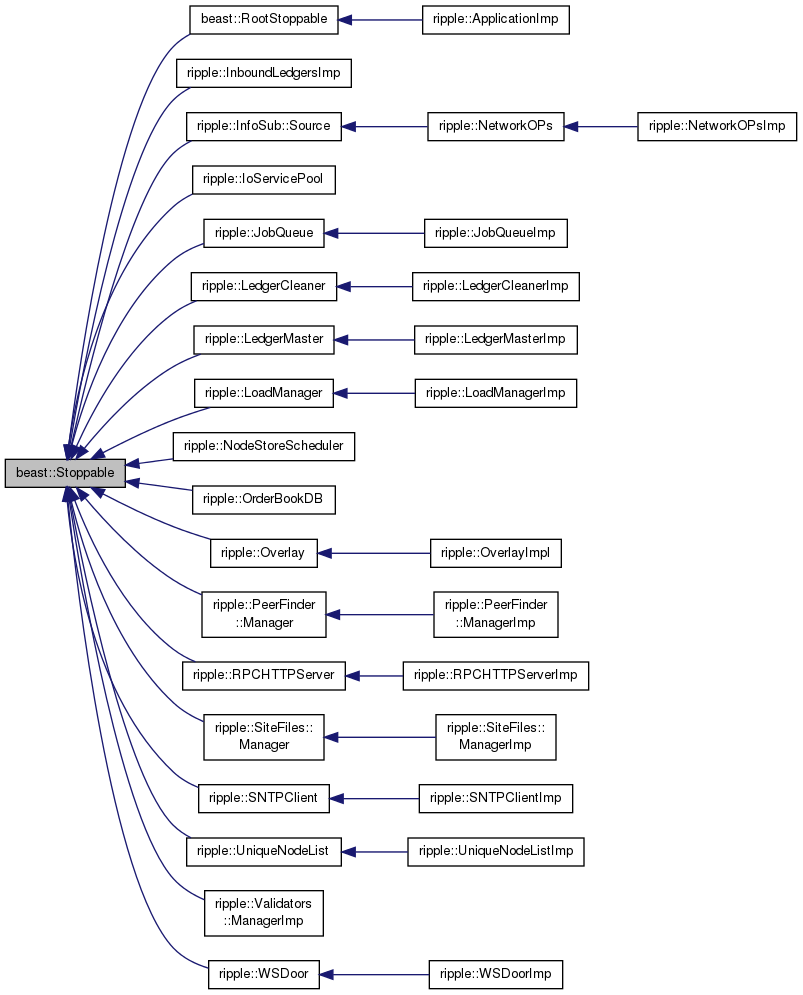 beast::RootStoppable
ripple::ApplicationImp
ripple::InboundLedgersImp
ripple::InfoSub::Source
ripple::NetworkOPs
ripple::NetworkOPsImp
ripple::IoServicePool
ripple::JobQueue
ripple::JobQueueImp
ripple::LedgerCleaner
ripple::LedgerCleanerImp
ripple::LedgerMaster
ripple::LedgerMasterImp
ripple::LoadManager
ripple::LoadManagerImp
ripple::NodeStoreScheduler
beast::Stoppable
ripple::OrderBookDB
ripple::Overlay
ripple::OverlayImpl
ripple::PeerFinder
::Manager
ripple::PeerFinder
::ManagerImp
ripple::RPCHTTPServer
ripple::RPCHTTPServerImp
ripple::SiteFiles::
Manager
ripple::SiteFiles::
ManagerImp
ripple::SNTPClient
ripple::SNTPClientImp
ripple::UniqueNodeList
ripple::UniqueNodeListImp
ripple::Validators
::ManagerImp
ripple::WSDoor
ripple::WSDoorImp